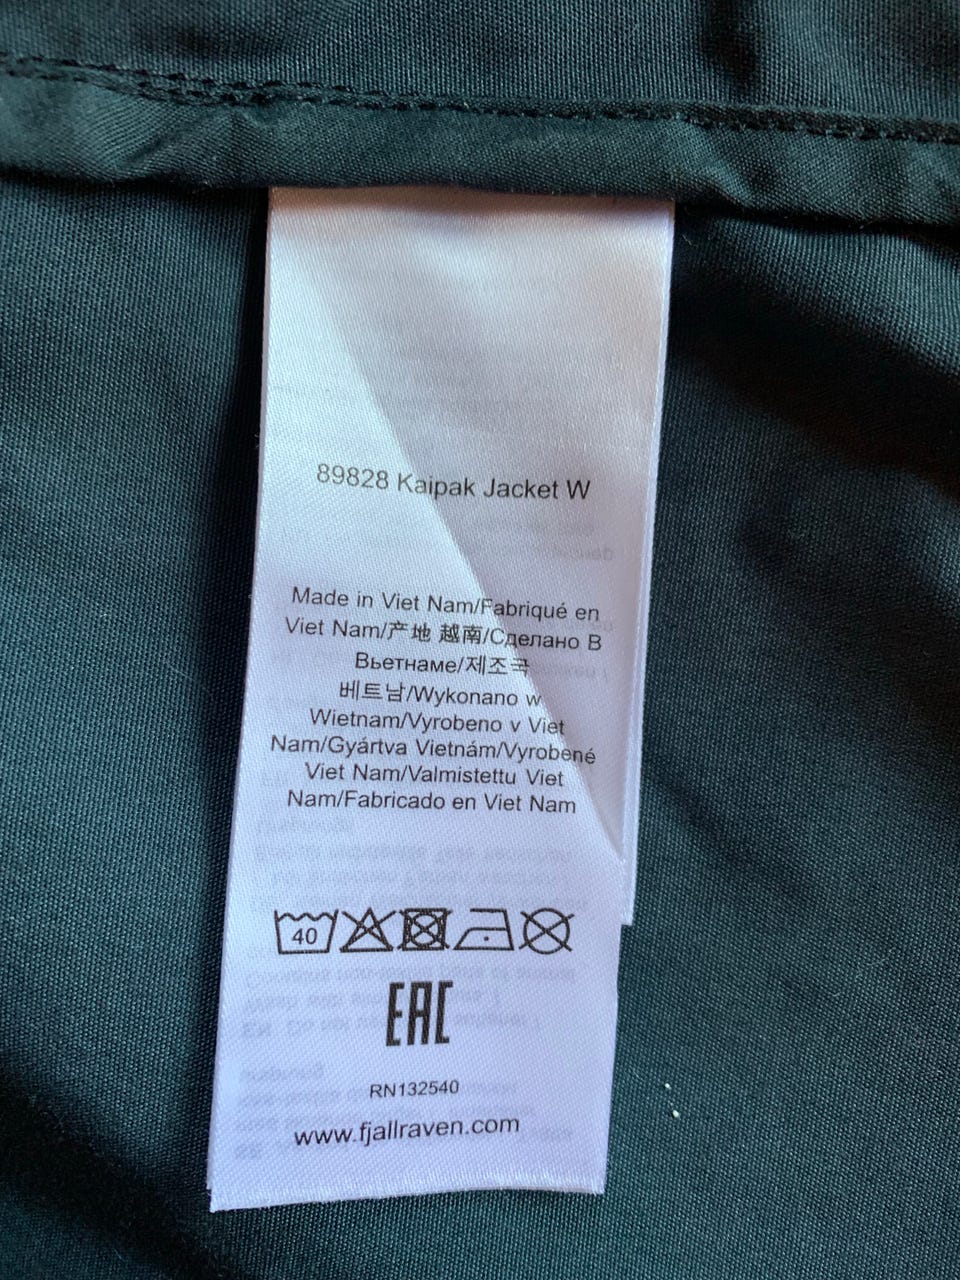 89828 Kaipak Jacket W
Made in Viet Nam/Fabriqué en
Viet Nam/产地 越南/Сделано В
Вьетнаме/제조국
베트남/Wykonano w
Wietnam/Vyrobeno v Viet
Nam/Gyártva Vietnám/Vyrobené
Viet Nam/Valmistettu Viet
Nam/Fabricado en Viet Nam
40
EAC
RN132540
www.fjallraven.com